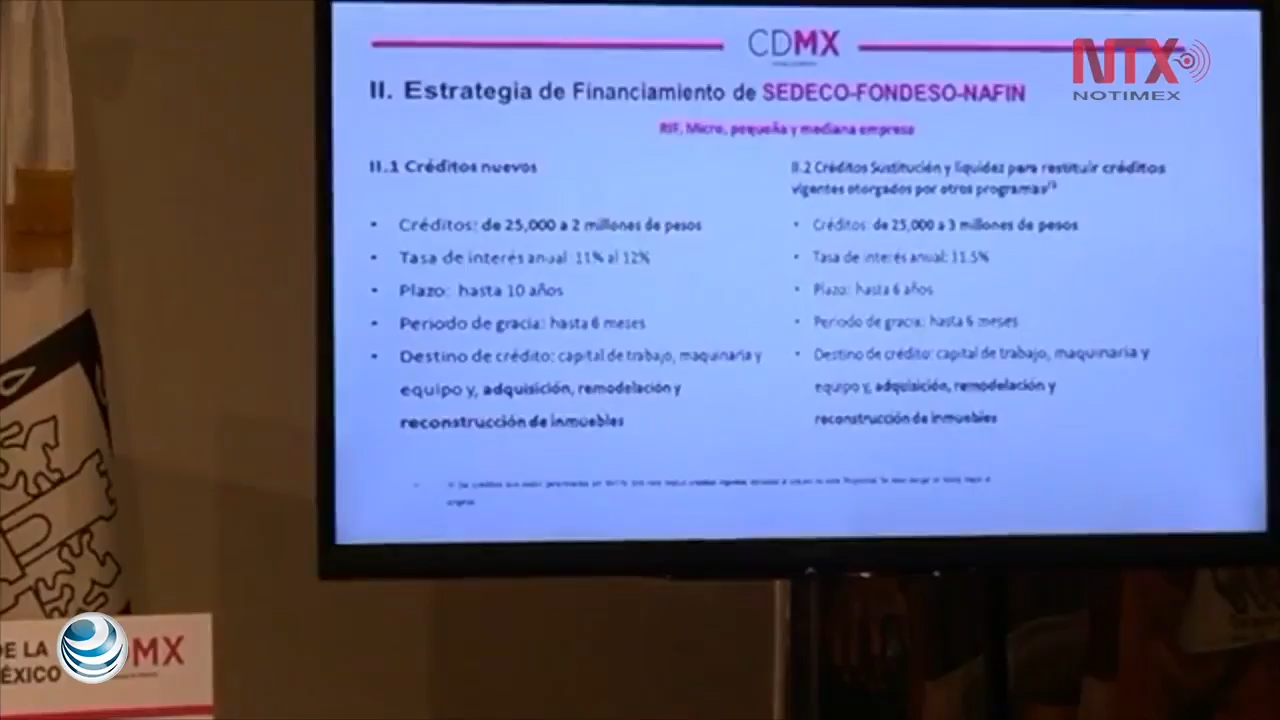 CDMX
NTX
NOTIMEX
II. Estrategia de Financiamiento de SEDECO-FONDESO-NAFIN
RIF, Micro, pequeña y mediana empresa
II.1 Créditos nuevos
• Créditos: de 25,000 a 2 millones de pesos
• Tasa de interés anual 11% al 12%
• Plazo: hasta 10 años
• Periodo de gracia: hasta 6 meses
• Destino de crédito: capital de trabajo, maquinaria y
equipo y, adquisición, remodelación y
reconstrucción de inmuebles
II.2 Créditos Sustitución y liquidez para restituir créditos
vigentes otorgados por otros programas
• Créditos: de 25,000 a 3 millones de pesos
• Tasa de interés anual: 11.5%
• Plazo: hasta 6 años
• Periodo de gracia: hasta 6 meses
• Destino de crédito: capital de trabajo, maquinaria y
equipo y, adquisición, remodelación y
reconstrucción de inmuebles
DE LA
ÉXICO
MX